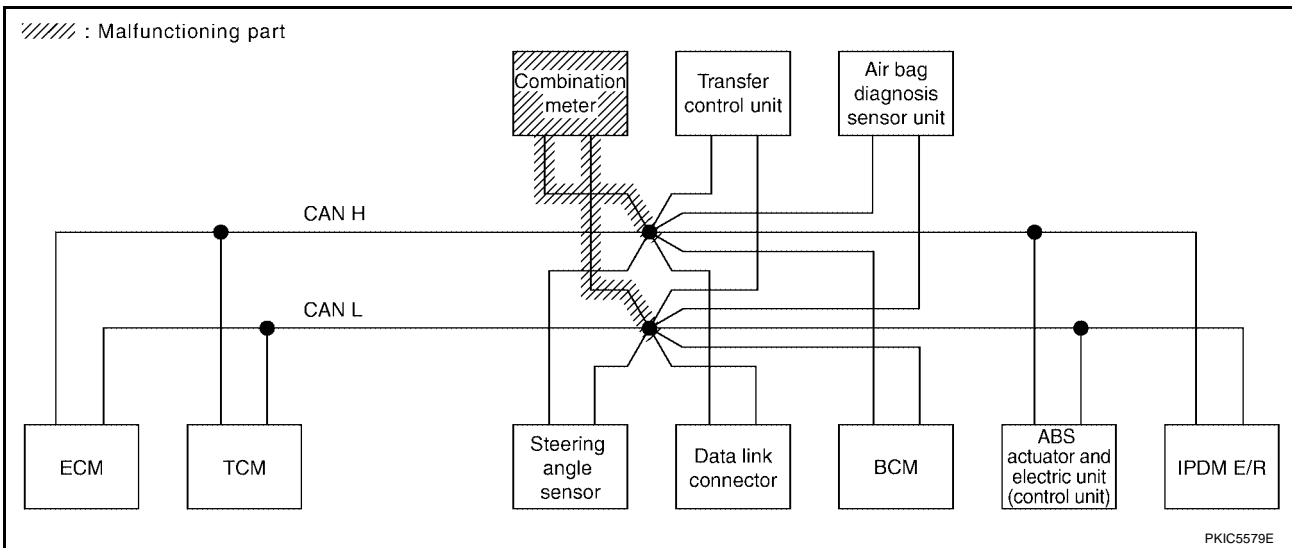 : Malfunctioning part
Combination
meter
Transfer
control unit
Air bag
diagnosis
sensor unit
CAN H
CAN L
ECM
TCM
Steering
angle
sensor
Data link
connector
BCM
ABS
actuator and
electric unit
(control unit)
IPDM E/R
PKIC5579E